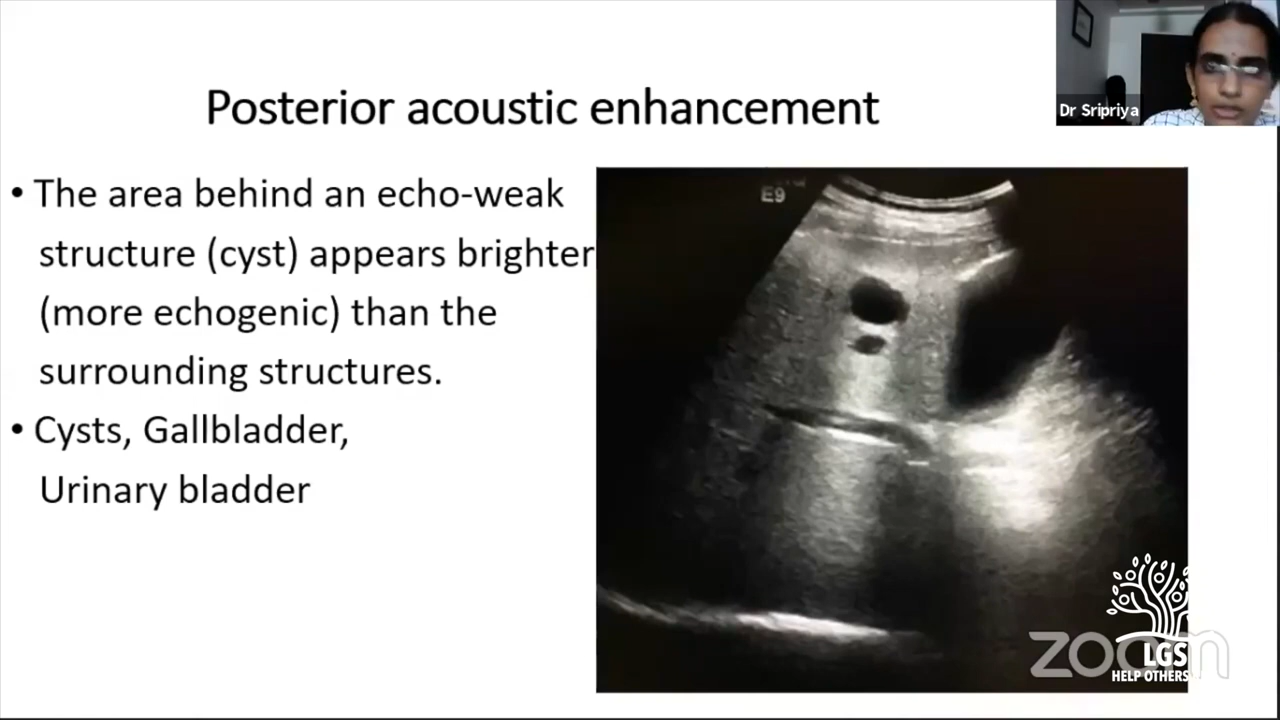 Posterior acoustic enhancement
Dr Sripriya
• The area behind an echo-weak
structure (cyst) appears brighter
(more echogenic) than the
surrounding structures.
• Cysts, Gallbladder,
Urinary bladder
E9
zoom
LGS
HELP OTHERS